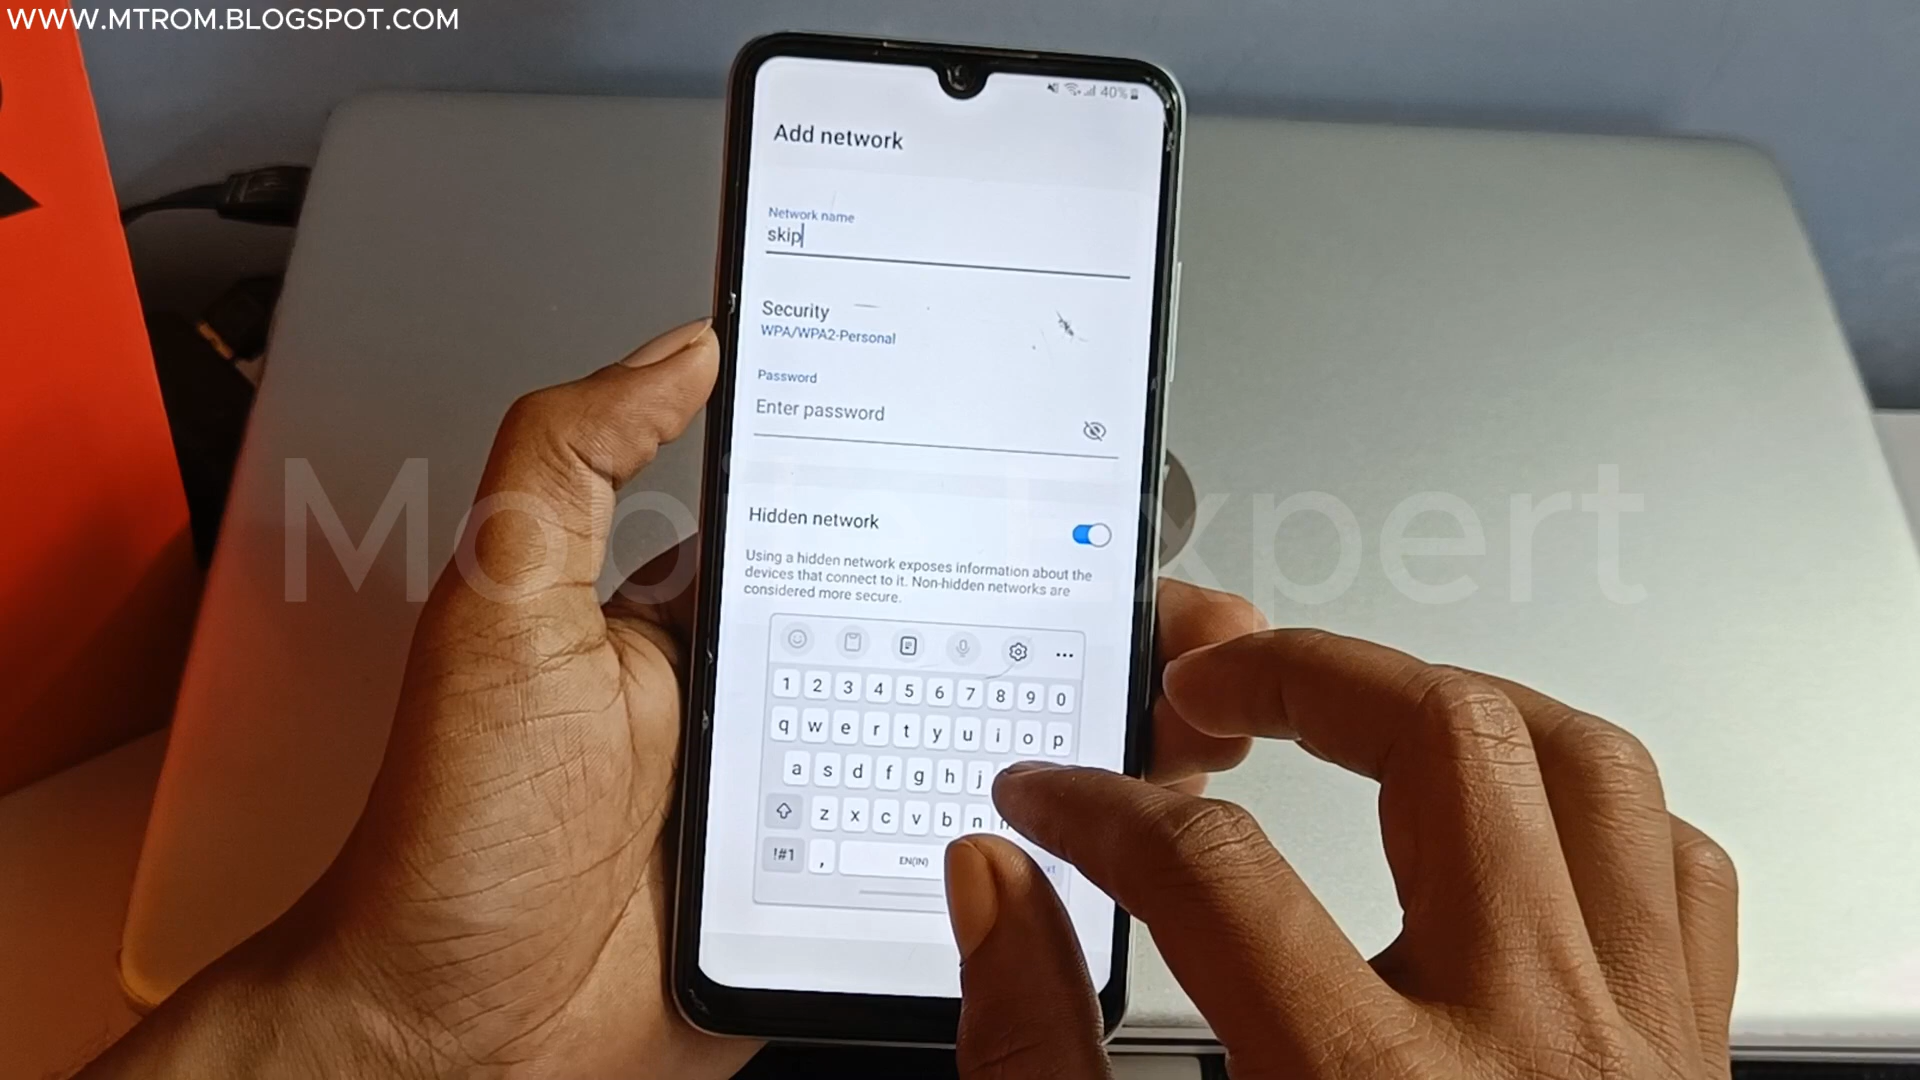 WWW.MTROM.BLOGSPOT.COM
40%
Add network
Network name
skip
Security
WPA/WPA2-Personal
Password
Enter password
Mobile Expert
Hidden network
Using a hidden network exposes information about the
devices that connect to it. Non-hidden networks are
considered more secure.
1 2 3 4 5 6 7 8 9 0
q w e r t y u i o p
a s d f g h j
z x c v b n
!#1 , EN(IN)